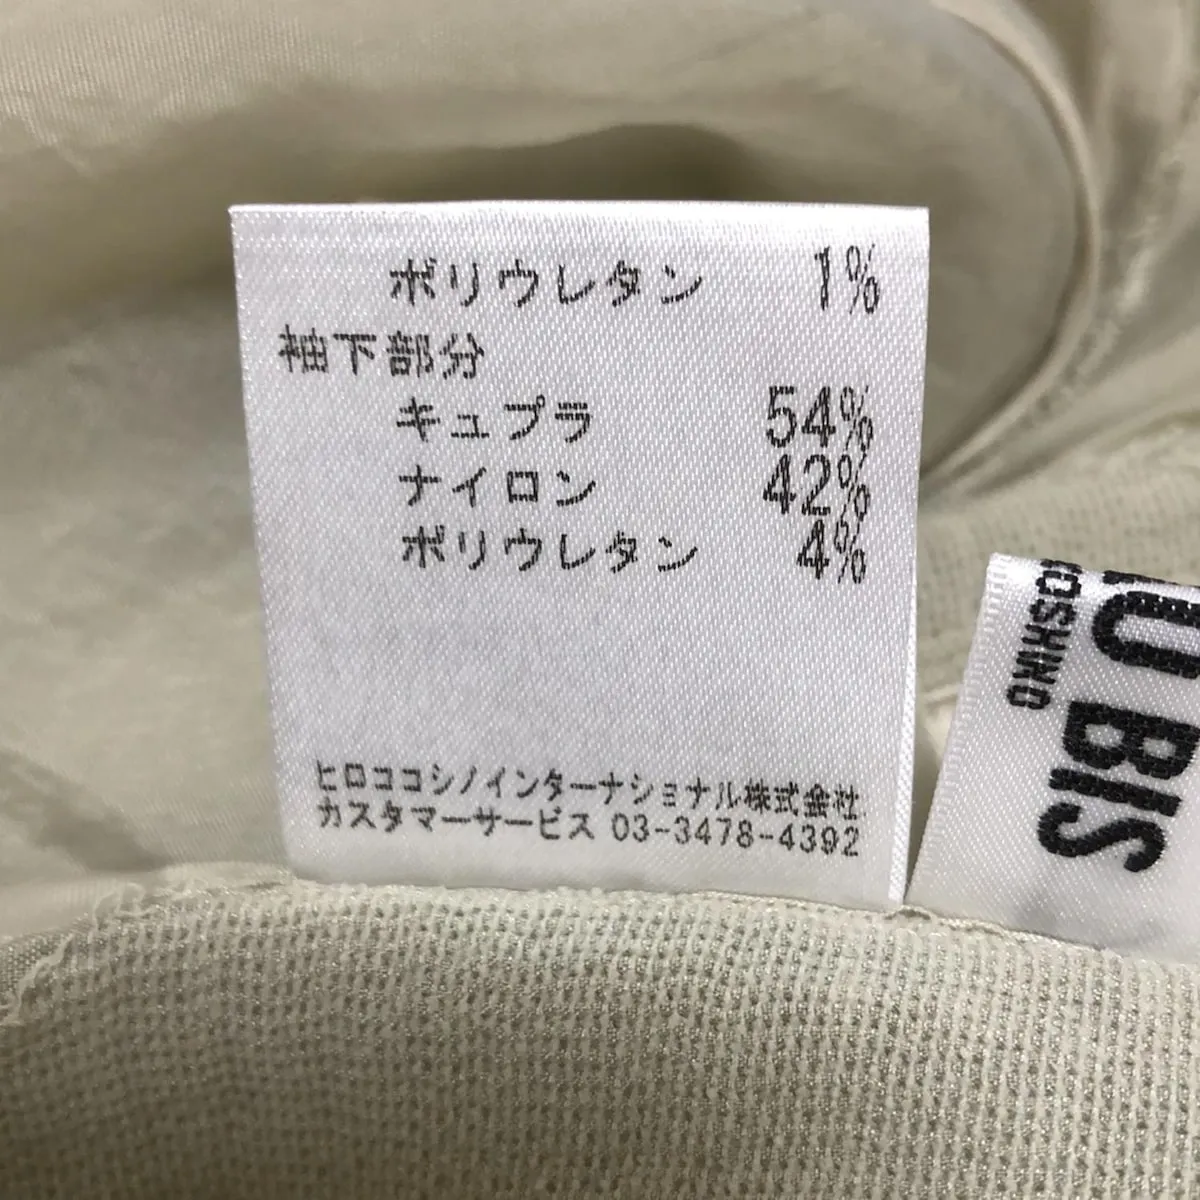 ポリウレタン 1%
袖下部分
キュプラ 54%
ナイロン 42%
ポリウレタン 4%
ヒロココシノインターナショナル株式会社
カスタマーサービス 03-3478-4392
BIS